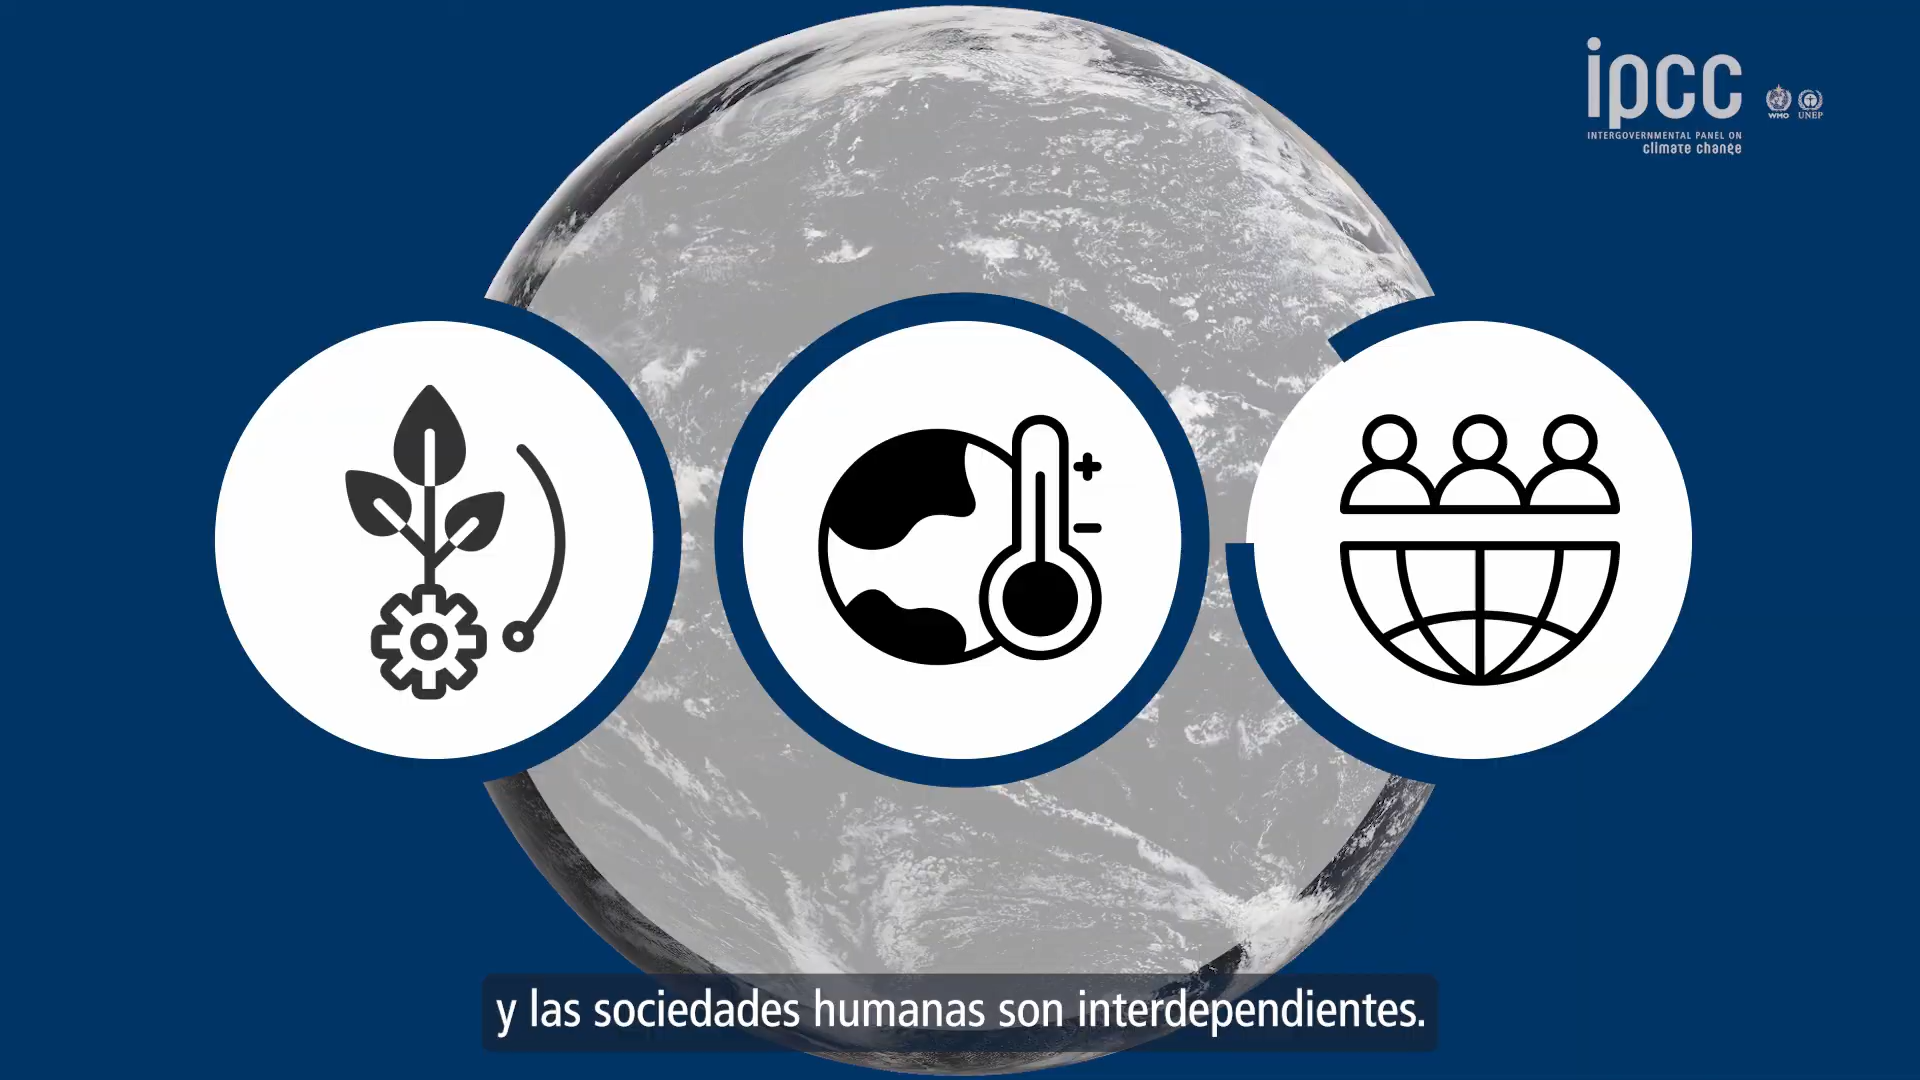 ipcc
INTERGOVERNMENTAL PANEL ON
climate change
WMO
UNEP
y las sociedades humanas son interdependientes.